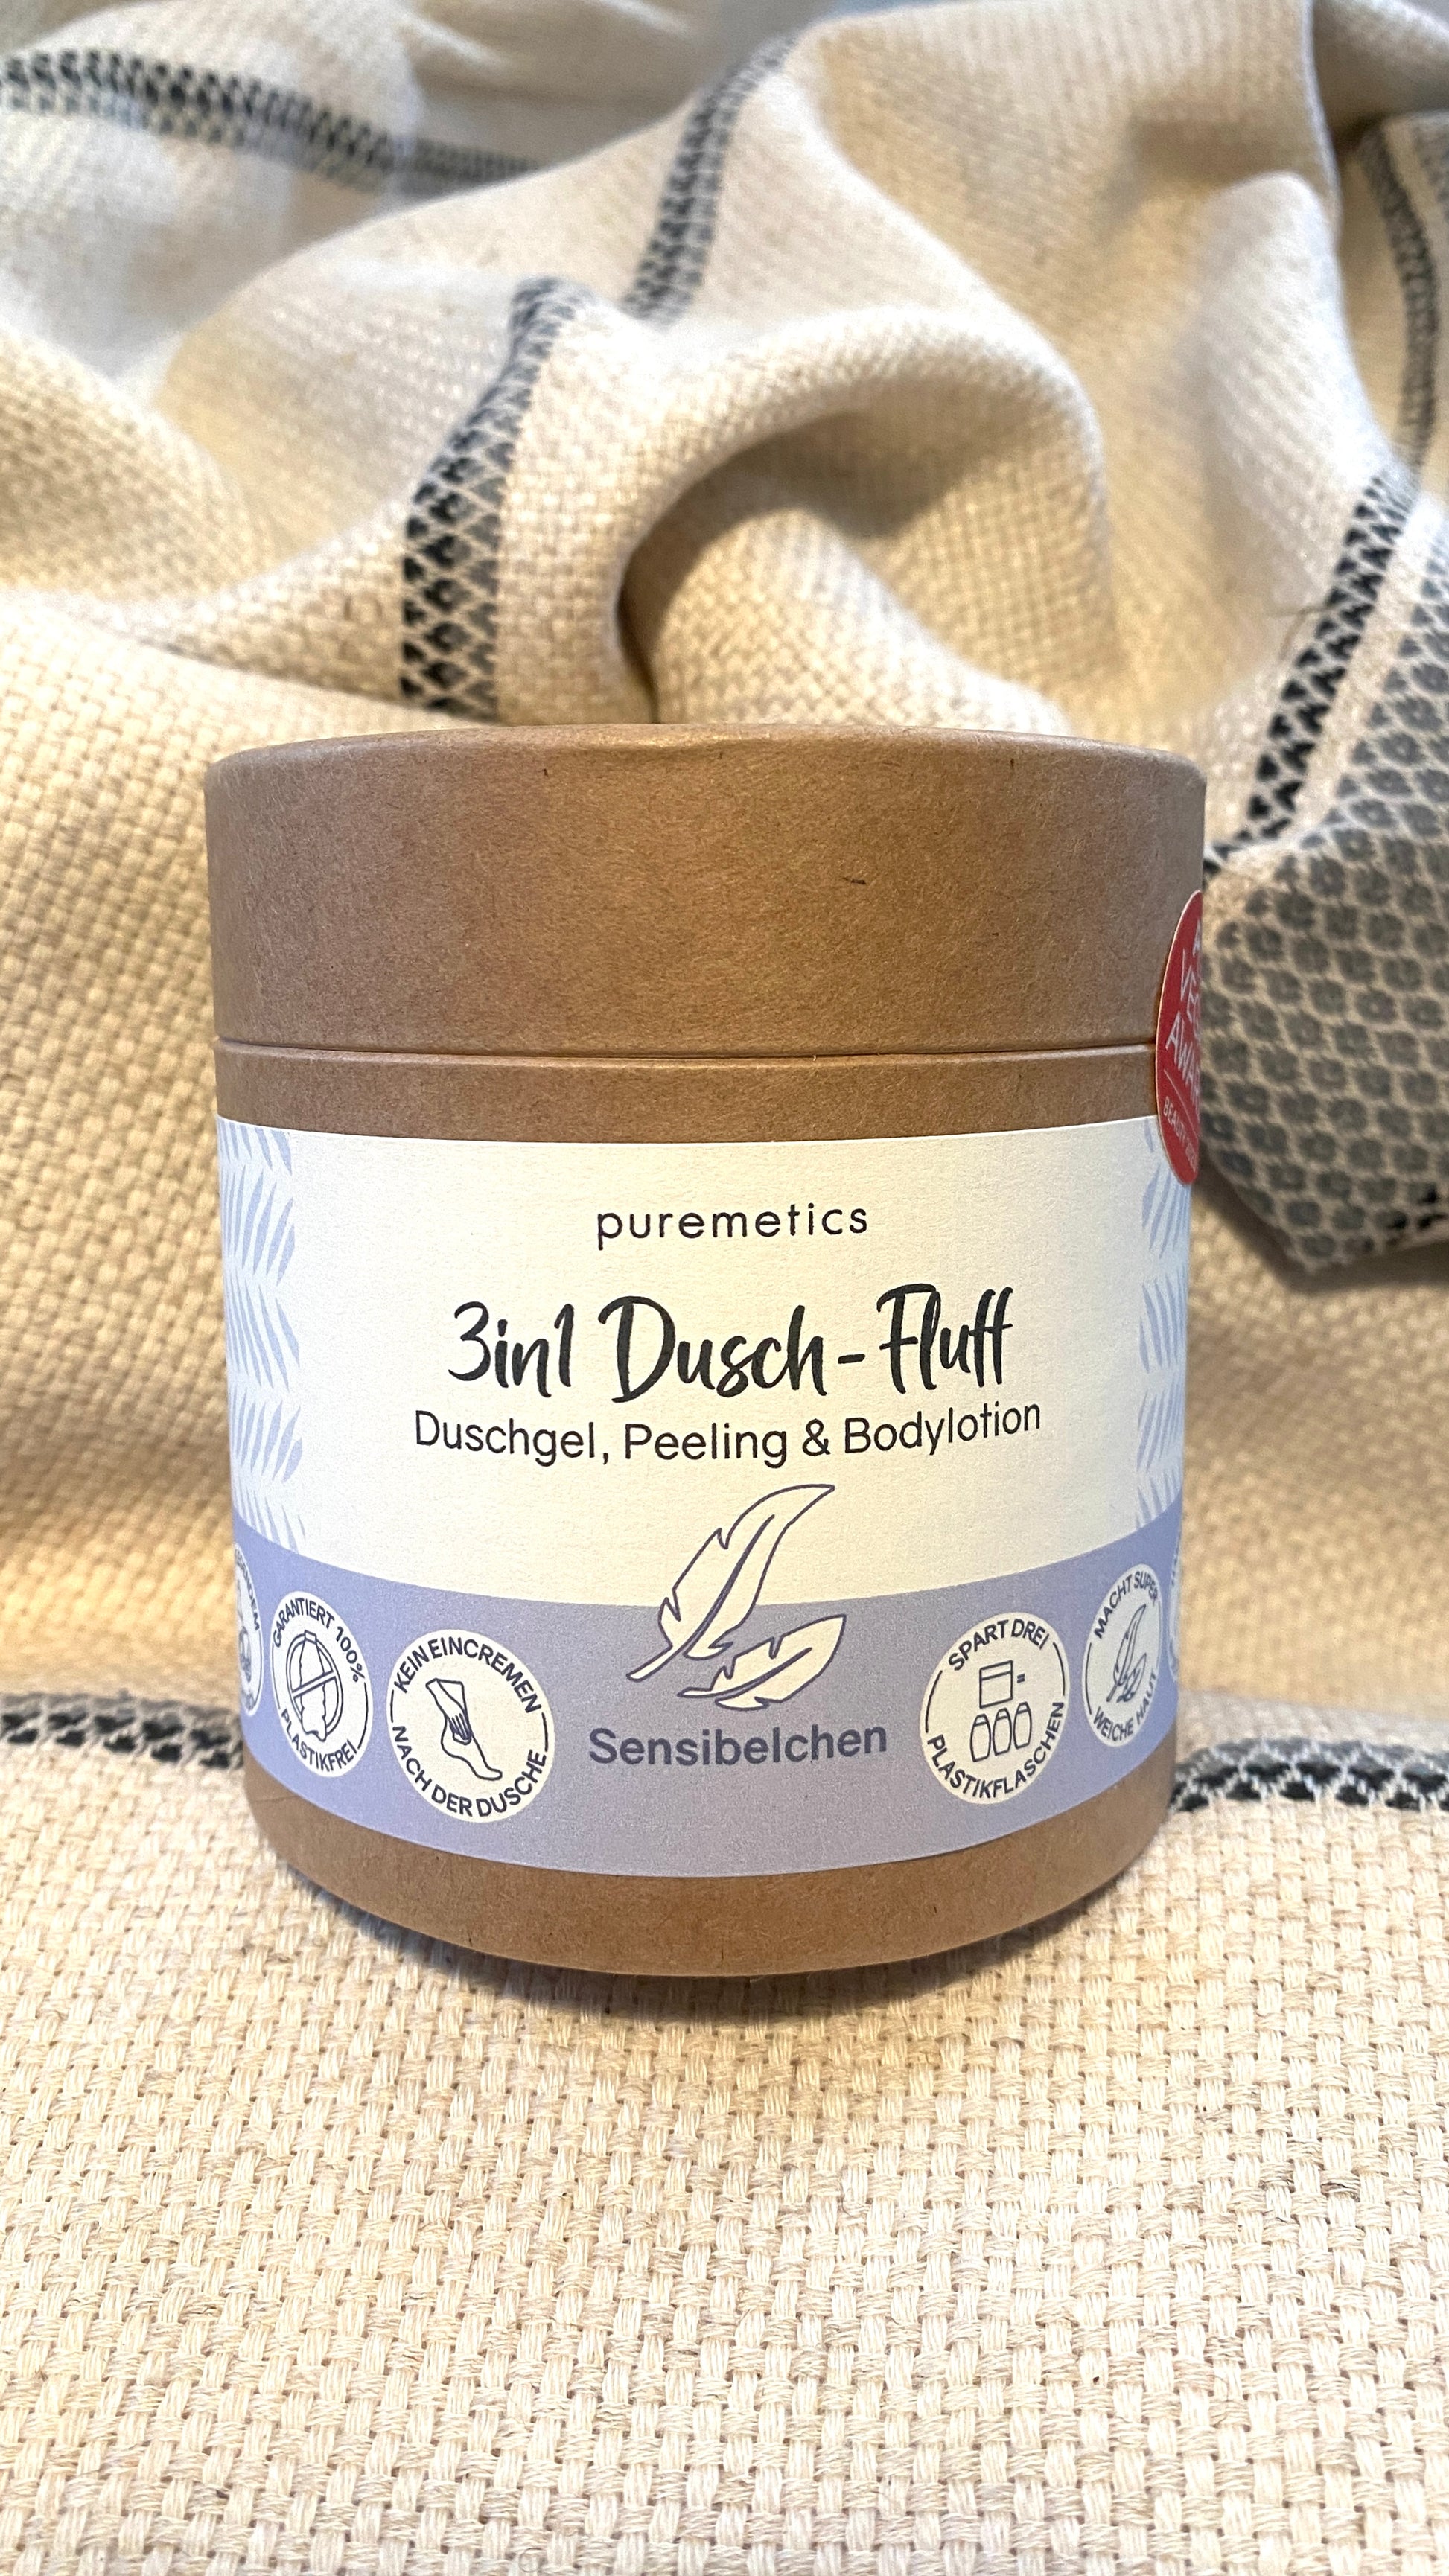 puremetics
3in1 Dusch-Fluff
Duschgel, Peeling & Bodylotion
GARANTIERT 100%
PLASTIKFREI
KEIN EINCREMEN
NACH DER DUSCHE
Sensibelchen
SPART DREI
=
PLASTIKFLASCHEN
MACHT SUPER
WEICHE HAUT